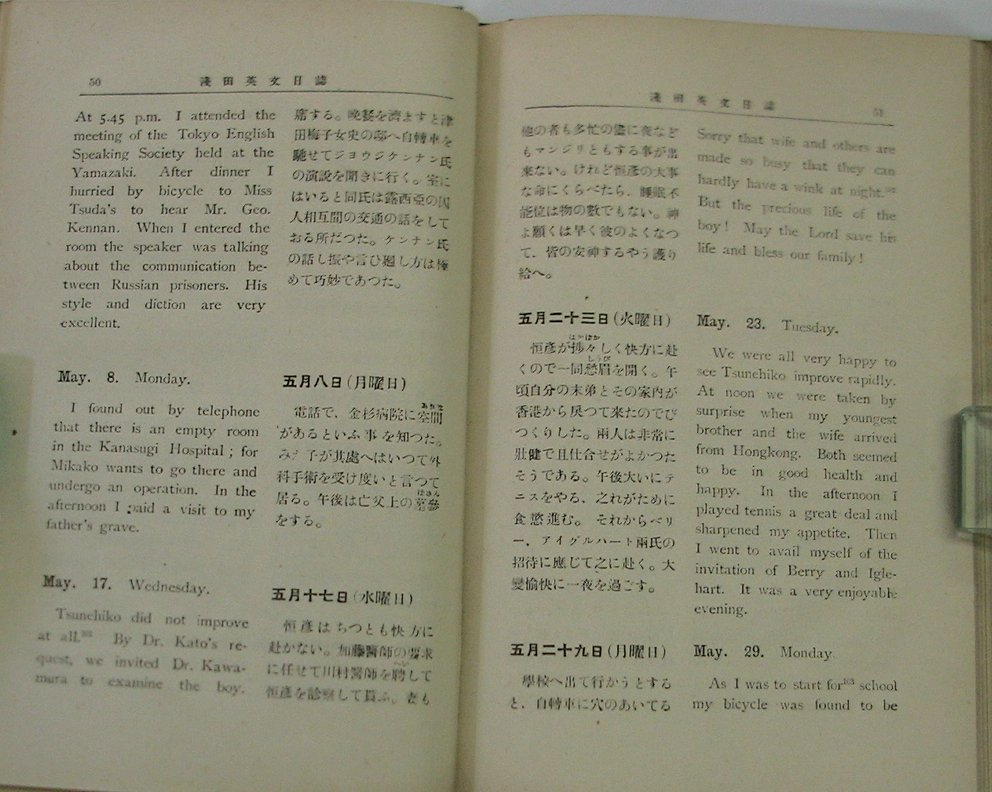 50
淺田英文日誌
At 5.45 p.m. I attended the
meeting of the Tokyo English
Speaking Society held at the
Yamazaki. After dinner I
hurried by bicycle to Miss
Tsuda's to hear Mr. Geo.
Kennan. When I entered the
room the speaker was talking
about the communication be-
tween Russian prisoners. His
style and diction are very
excellent.
席する。晩餐を濟ますと津
田梅子女史の邸へ自轉車を
馳せてジョウジケンナン氏
の演説を聞きに行く。室に
はいると同氏は露西亞の囚
人相互間の交通の話をして
おる所だつた。ケンナン氏
の話し振や言ひ廻し方は極
めて巧妙であつた。
May. 8. Monday.
I found out by telephone
that there is an empty room
in the Kanasugi Hospital; for
Mikako wants to go there and
undergo an operation. In the
afternoon I paid a visit to my
father's grave.
五月八日(月曜日)
電話で、金杉病院に空間
があるといふ事を知つた。
みえ子が其處へはいつて外
科手術を受け度いと言つて
居る。午後は亡父上の墓參
をする。
May. 17. Wednesday.
Tsunehiko did not improve
at all. By Dr. Kato's re-
quest, we invited Dr. Kawa-
mura to examine the boy.
五月十七日(水曜日)
恒彦はちつとも快方に
赴かない。加藤醫師の要求
に任せて川村醫師を聘して
恒彦を診察して貰ふ。妻も
淺田英文日誌
51
他の者も多忙の盡に夜など
もマンジリともする事が出
來ない。けれど恒彦の大事
な命にくらべたら、睡眠不
能位は物の數でもない。神
よ願くは早く彼のよくなつ
て、皆の安神するやう護り
給へ。
Sorry that wife and others are
made so busy that they can
hardly have a wink at night.
But the precious life of the
boy! May the Lord save his
life and bless our family!
五月二十三日(火曜日)
恒彦が捗々しく快方に赴
くので一同愁眉を開く。午
頃自分の末弟とその家內が
香港から戾つて來たのでび
つくりした。兩人は非常に
壯健で且仕合せがよかつた
そうである。午後大いにテ
ニスをやる、之れがために
食慾進む。それからベリ
ー、アイグルハート兩氏の
招待に應じて之に赴く。大
變愉快に一夜を過ごす。
May. 23. Tuesday.
We were all very happy to
see Tsunehiko improve rapidly.
At noon we were taken by
surprise when my youngest
brother and the wife arrived
from Hongkong. Both seemed
to be in good health and
happy. In the afternoon I
played tennis a great deal and
sharpened my appetite. Then
I went to avail myself of the
invitation of Berry and Igle-
hart. It was a very enjoyable
evening.
五月二十九日(月曜日)
學校へ出て行かうとする
と、自轉車に穴のあいてる
May. 29. Monday.
As I was to start for¹⁰³ school
my bicycle was found to be